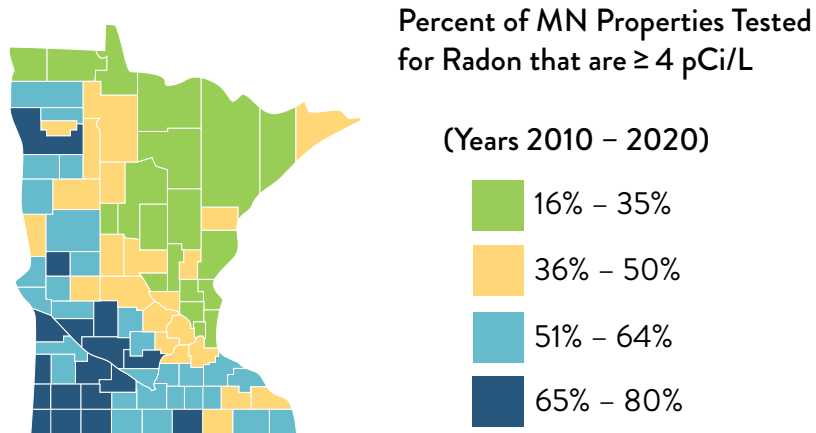 Percent of MN Properties Tested
for Radon that are ≥ 4 pCi/L
(Years 2010 – 2020)
16% – 35%
36% – 50%
51% – 64%
65% – 80%